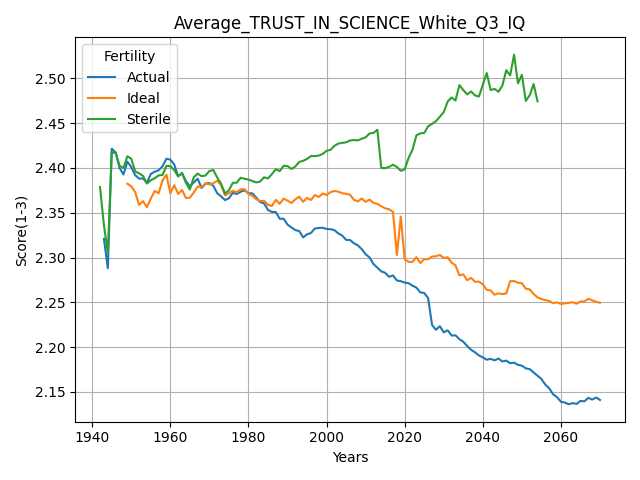 Average_TRUST_IN_SCIENCE_White_Q3_IQ
Fertility
Actual
Ideal
Sterile
Score(1-3)
2.50
2.45
2.40
2.35
2.30
2.25
2.20
2.15
1940 1960 1980 2000 2020 2040 2060
Years